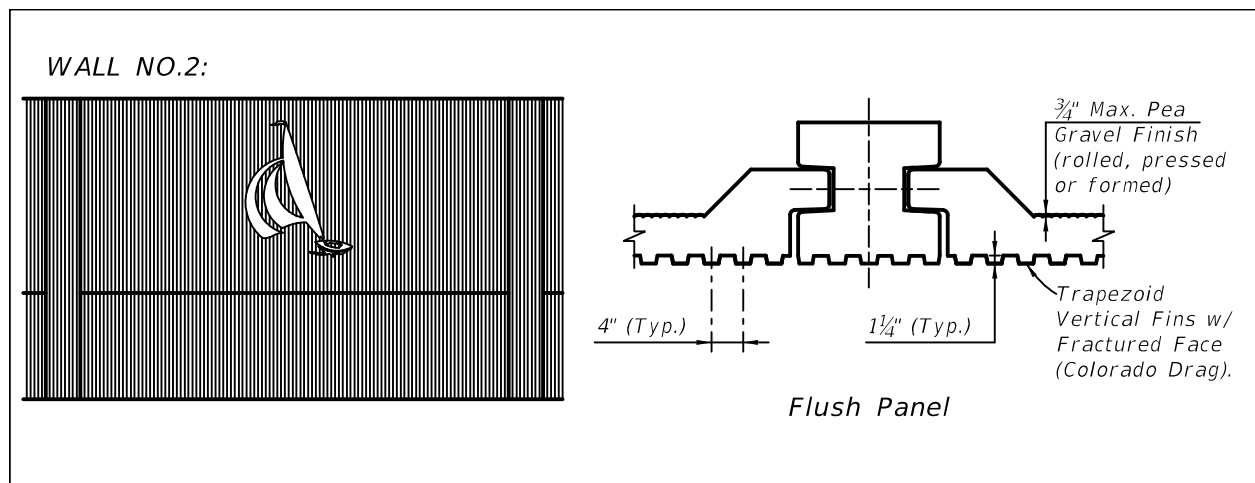 WALL NO.2:
¾" Max. Pea
Gravel Finish
(rolled, pressed
or formed)
4" (Typ.)
1¼" (Typ.)
Trapezoid
Vertical Fins w/
Fractured Face
(Colorado Drag).
Flush Panel